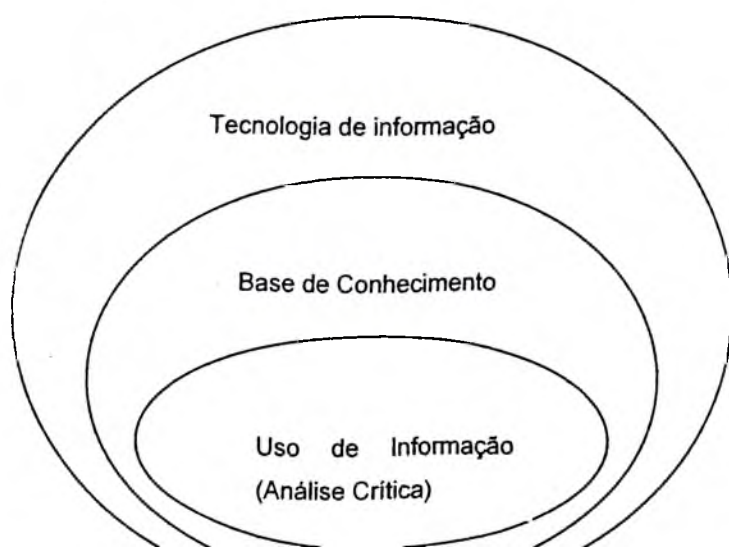 Tecnologia de informação
Base de Conhecimento
Uso de Informação
(Análise Crítica)